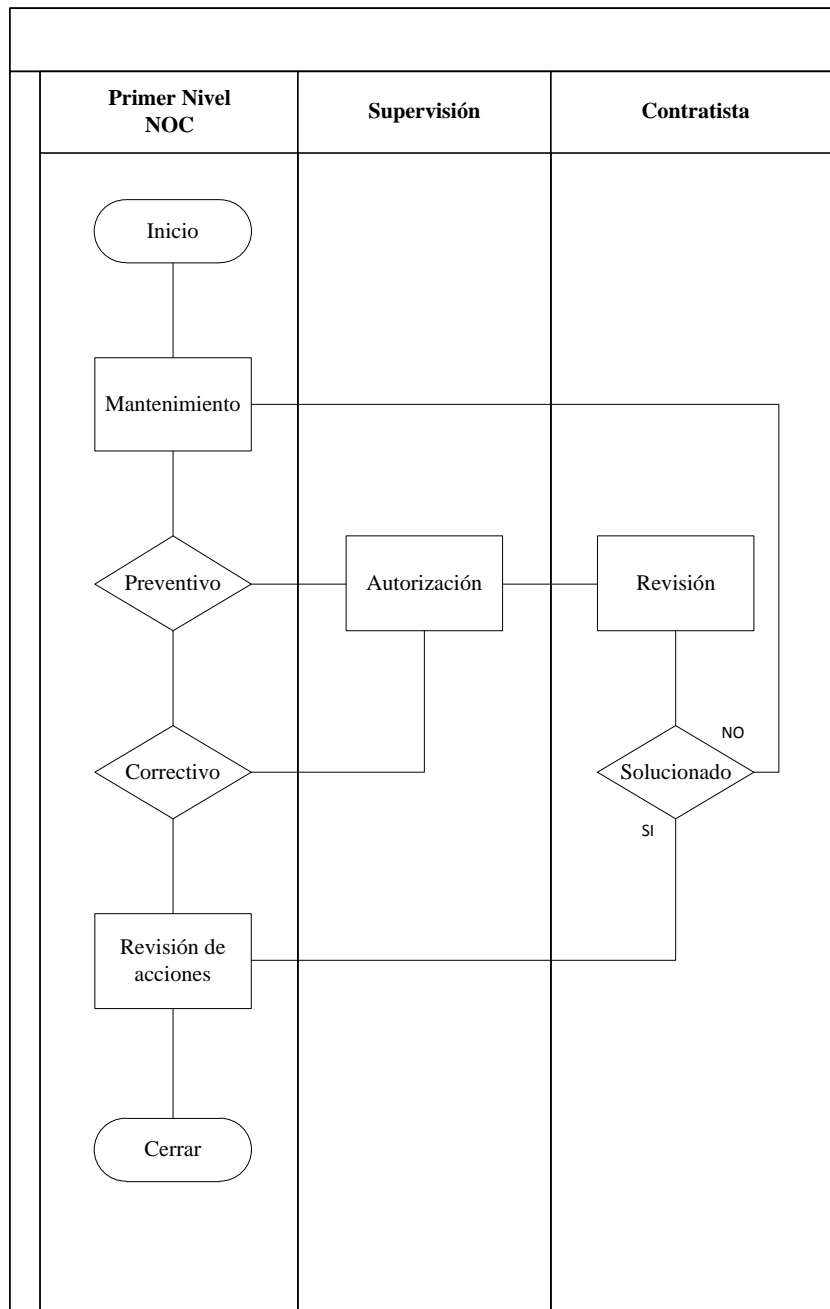 Primer Nivel
NOC
Supervisión
Contratista
Inicio
Mantenimiento
Preventivo
Autorización
Revisión
Correctivo
NO
Solucionado
SI
Revisión de
acciones
Cerrar